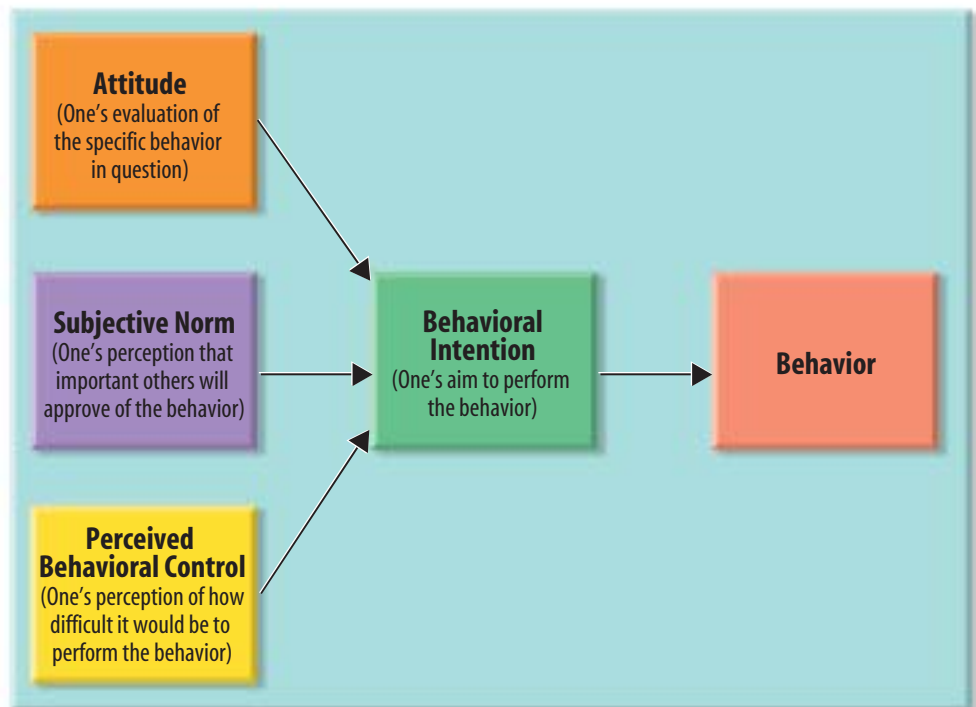 Attitude
(One's evaluation of
the specific behavior
in question)
Subjective Norm
(One's perception that
important others will
approve of the behavior)
Perceived
Behavioral Control
(One's perception of how
difficult it would be to
perform the behavior)
Behavioral
Intention
(One's aim to perform
the behavior)
Behavior